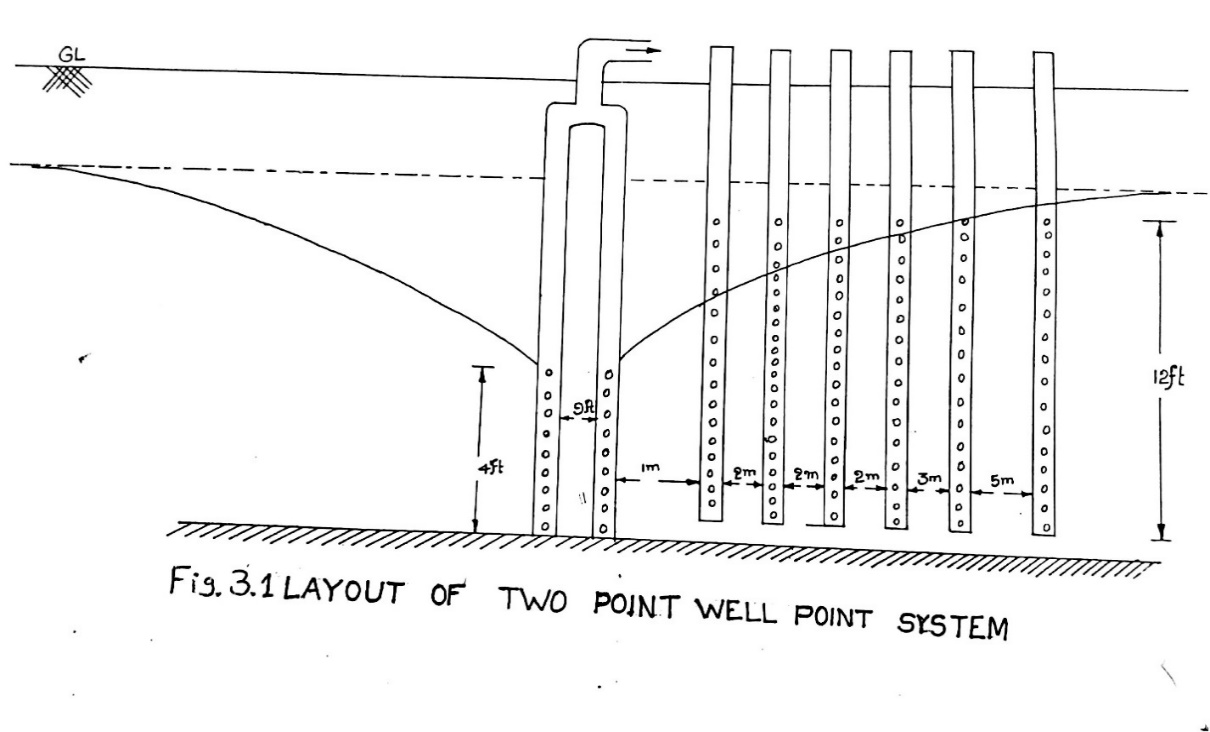 GL
12ft
9ft
4ft
1m
2m
2m
2m
3m
5m
Fig. 3.1 LAYOUT OF TWO POINT WELL POINT SYSTEM